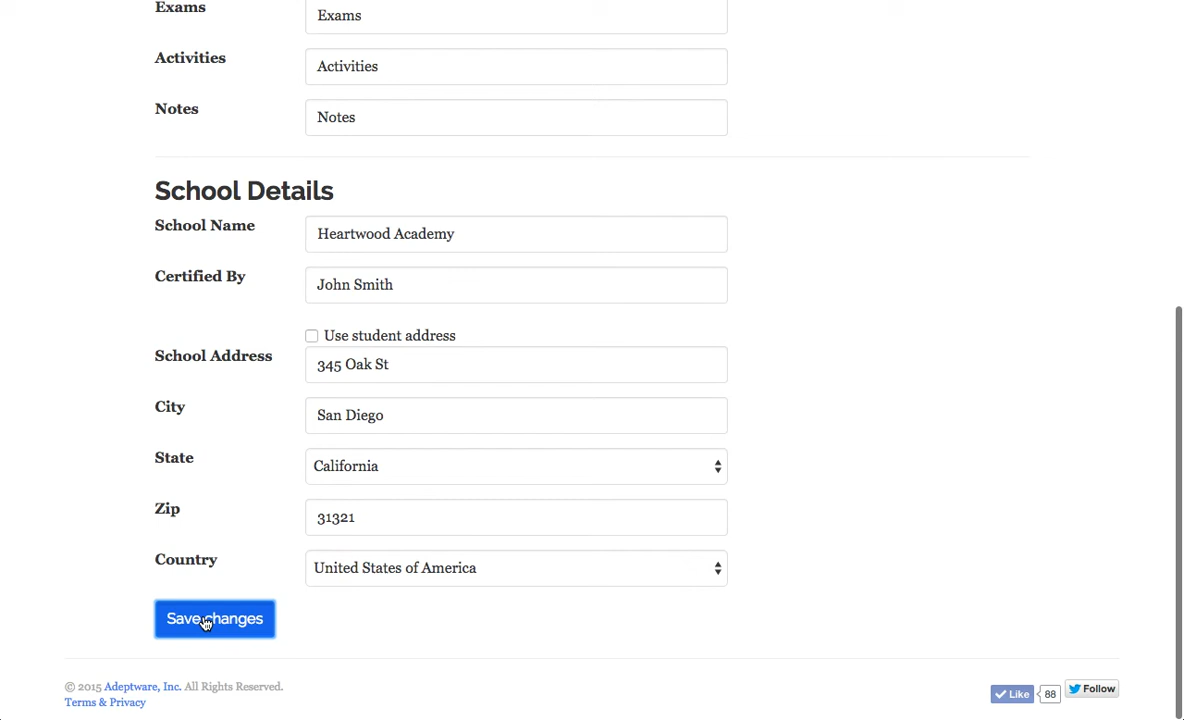 Exams
Exams
Activities
Activities
Notes
Notes
School Details
School Name
Heartwood Academy
Certified By
John Smith
Use student address
School Address
345 Oak St
City
San Diego
State
California
Zip
31321
Country
United States of America
Save changes
© 2015 Adeptware, Inc. All Rights Reserved.
Terms & Privacy
Like 88 Follow